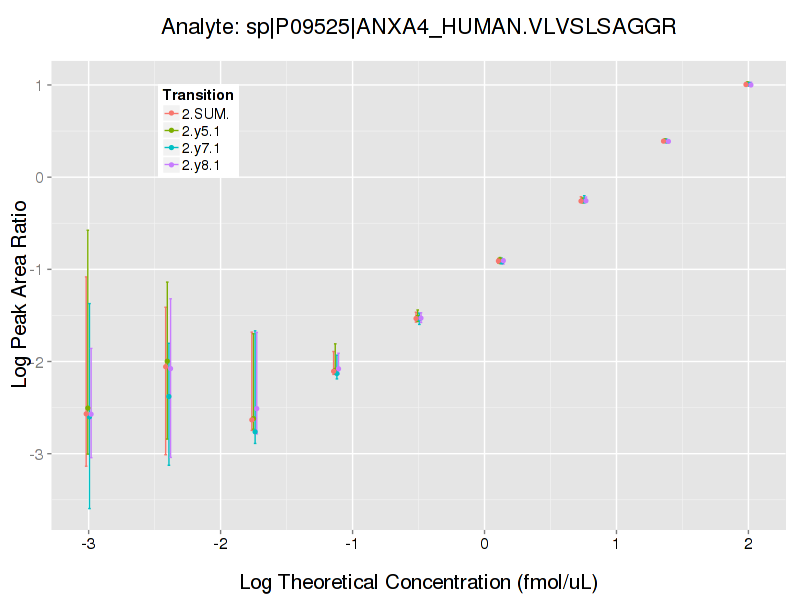 Analyte: sp|P09525|ANXA4_HUMAN.VLVSLSAGGR
Transition
2.SUM.
2.y5.1
2.y7.1
2.y8.1
Log Peak Area Ratio
1
0
-1
-2
-3
-3 -2 -1 0 1 2
Log Theoretical Concentration (fmol/uL)